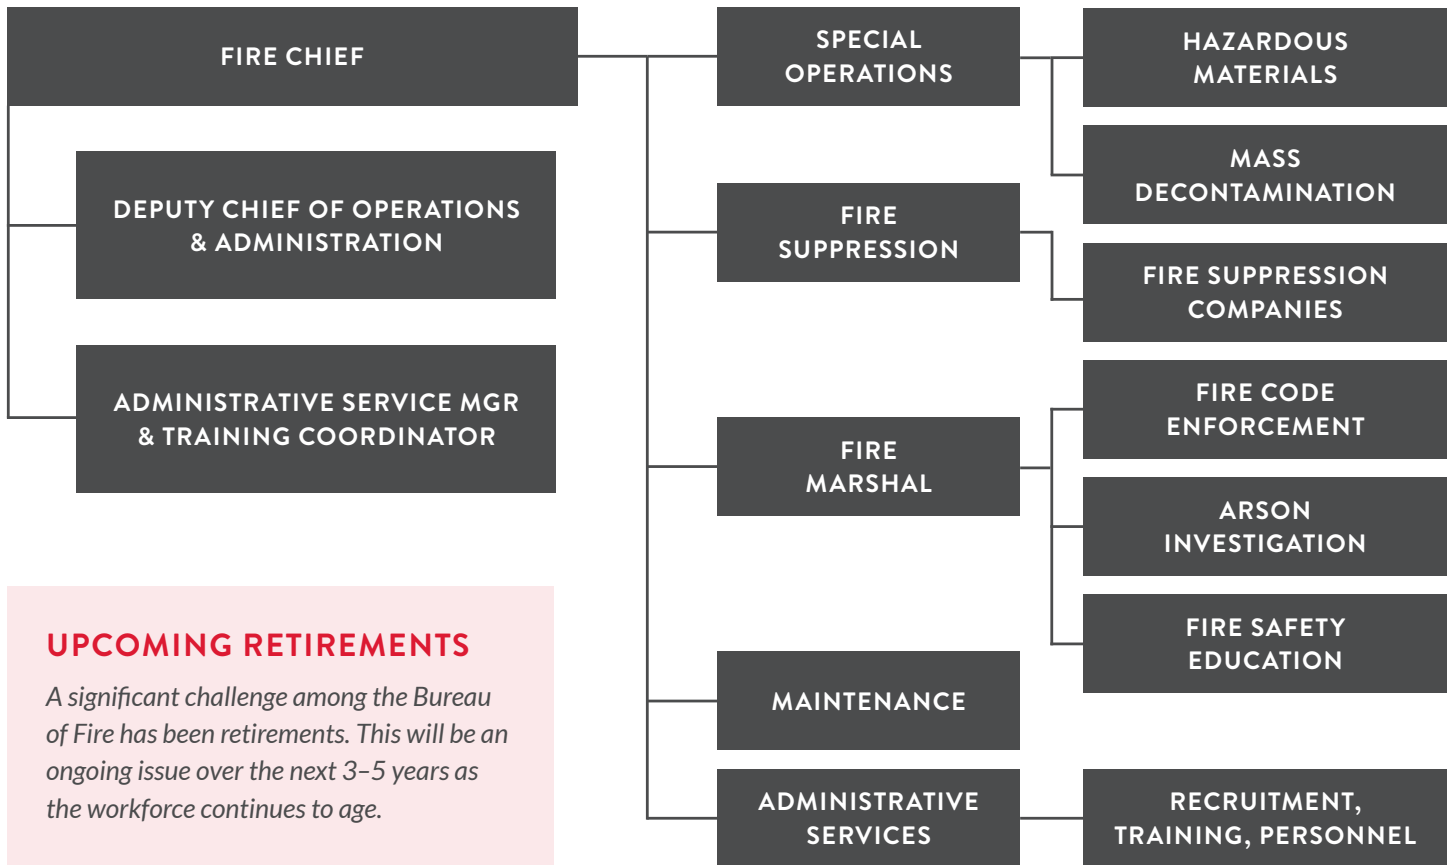 FIRE CHIEF
DEPUTY CHIEF OF OPERATIONS
& ADMINISTRATION
ADMINISTRATIVE SERVICE MGR
& TRAINING COORDINATOR
UPCOMING RETIREMENTS
A significant challenge among the Bureau
of Fire has been retirements. This will be an
ongoing issue over the next 3–5 years as
the workforce continues to age.
SPECIAL
OPERATIONS
HAZARDOUS
MATERIALS
MASS
DECONTAMINATION
FIRE
SUPPRESSION
FIRE SUPPRESSION
COMPANIES
FIRE
MARSHAL
FIRE CODE
ENFORCEMENT
ARSON
INVESTIGATION
FIRE SAFETY
EDUCATION
MAINTENANCE
ADMINISTRATIVE
SERVICES
RECRUITMENT,
TRAINING, PERSONNEL